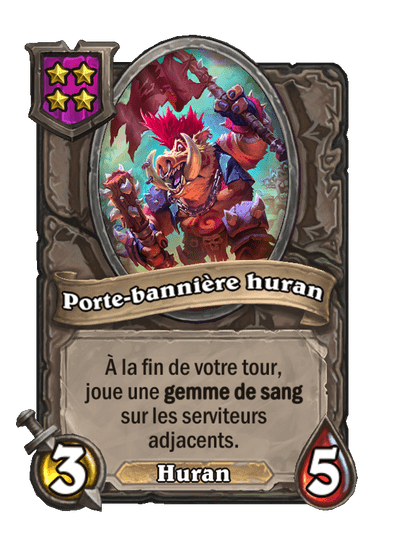 Porte-bannière huran
À la fin de votre tour,
joue une gemme de sang
sur les serviteurs
adjacents.
3
Huran
5